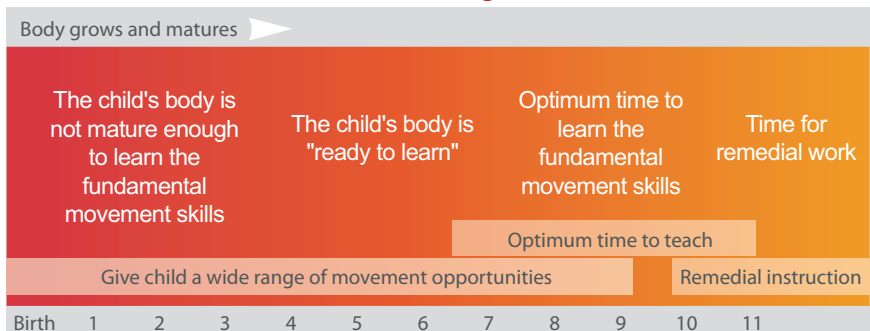 Body grows and matures
The child's body is
not mature enough
to learn the
fundamental
movement skills
The child's body is
"ready to learn"
Optimum time to
learn the
fundamental
movement skills
Time for
remedial work
Optimum time to teach
Give child a wide range of movement opportunities
Remedial instruction
Birth 1 2 3 4 5 6 7 8 9 10 11